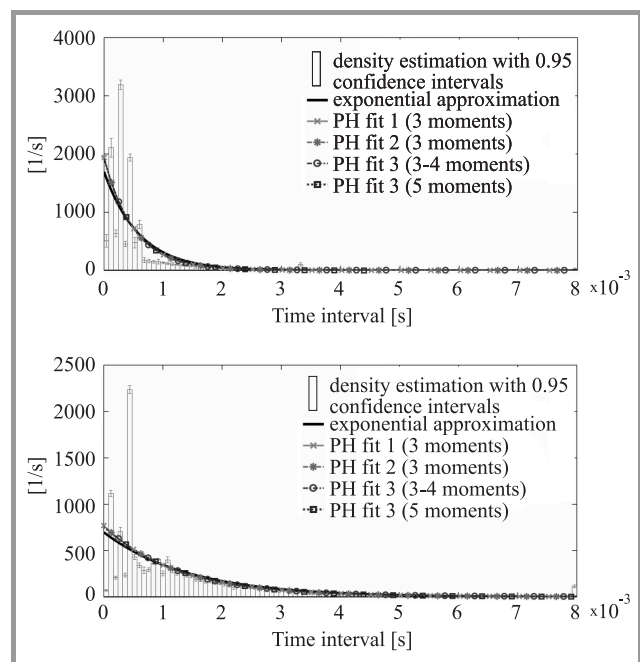 4000
3000
2000
1000
0
[1/s]
density estimation with 0.95
confidence intervals
exponential approximation
PH fit 1 (3 moments)
PH fit 2 (3 moments)
PH fit 3 (3-4 moments)
PH fit 3 (5 moments)
0 1 2 3 4 5 6 7 8 ×10⁻³
Time interval [s]
2500
2000
1500
1000
500
0
[1/s]
density estimation with 0.95
confidence intervals
exponential approximation
PH fit 1 (3 moments)
PH fit 2 (3 moments)
PH fit 3 (3-4 moments)
PH fit 3 (5 moments)
0 1 2 3 4 5 6 7 8 ×10⁻³
Time interval [s]